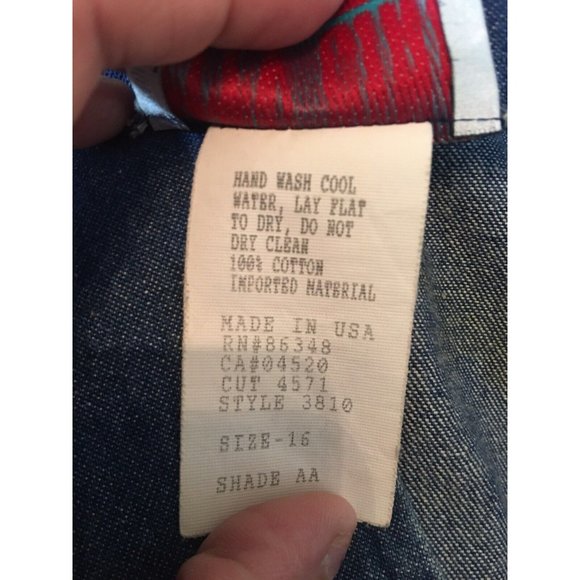 HAND WASH COOL
WATER, LAY FLAT
TO DRY, DO NOT
DRY CLEAN
100% COTTON
IMPORTED MATERIAL
MADE IN USA
RN#86348
CA#04520
CUT 4571
STYLE 3810
SIZE-16
SHADE AA